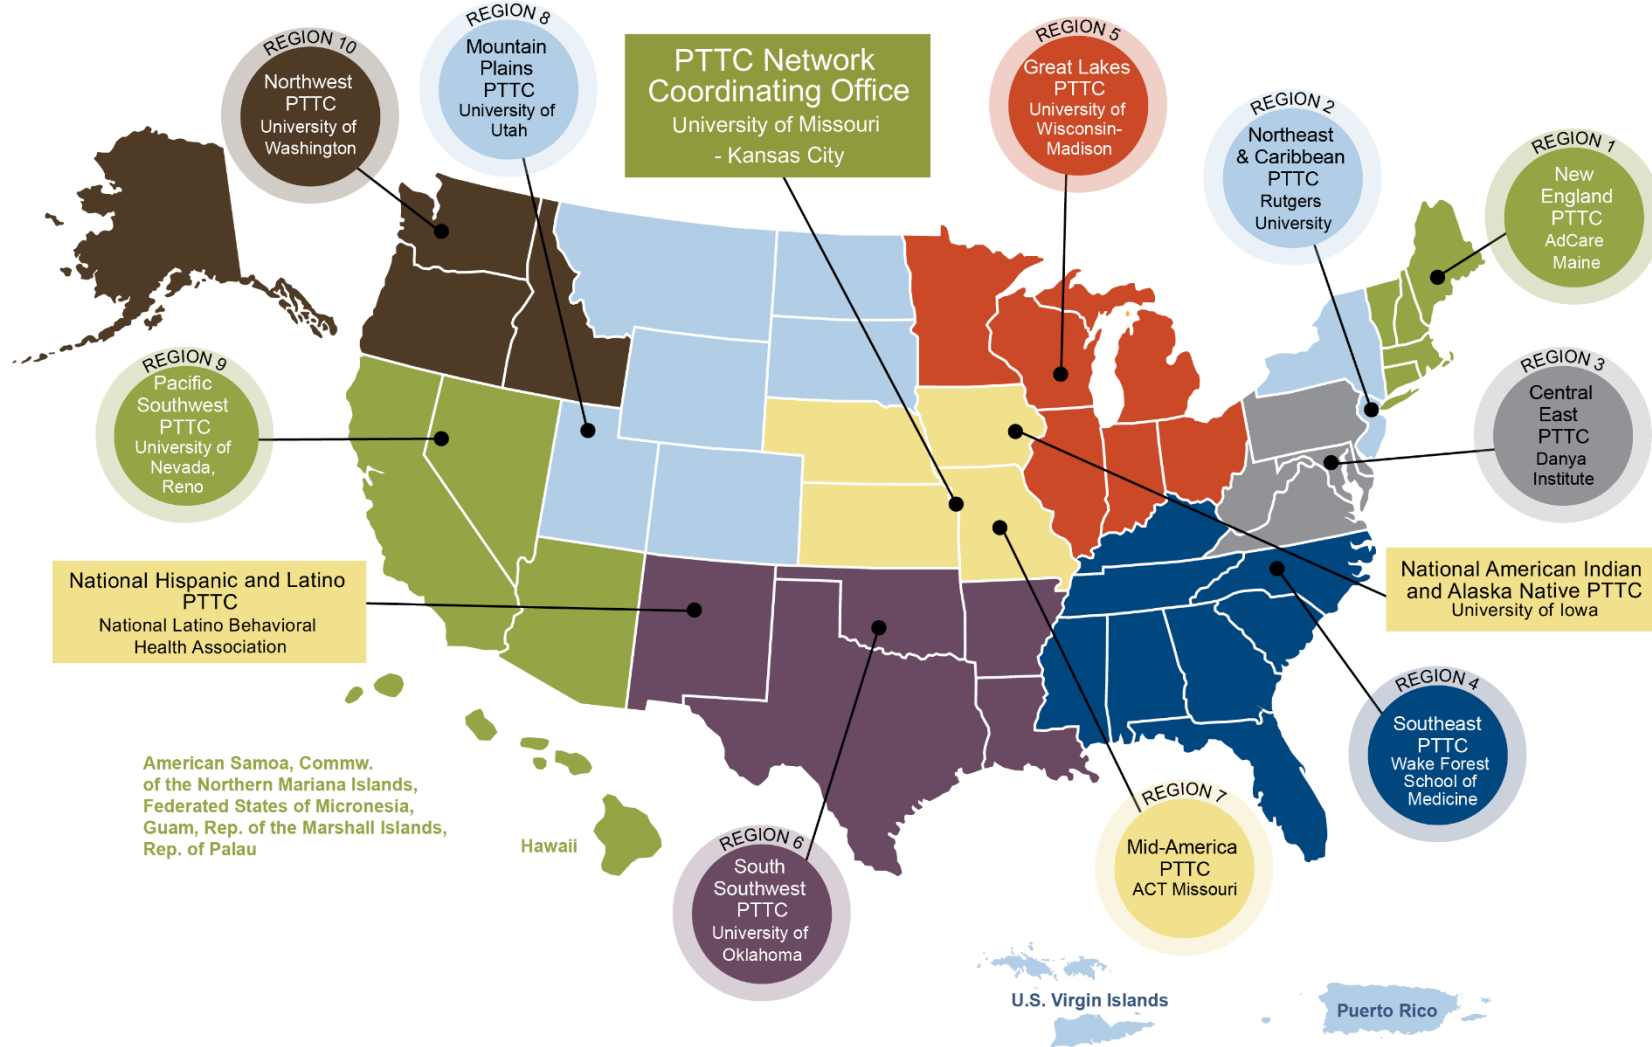 REGION 10
Northwest
PTTC
University of
Washington
REGION 8
Mountain
Plains
PTTC
University of
Utah
PTTC Network
Coordinating Office
University of Missouri
- Kansas City
REGION 5
Great Lakes
PTTC
University of
Wisconsin-
Madison
REGION 2
Northeast
& Caribbean
PTTC
Rutgers
University
REGION 1
New
England
PTTC
AdCare
Maine
REGION 9
Pacific
Southwest
PTTC
University of
Nevada,
Reno
REGION 3
Central
East
PTTC
Danya
Institute
National Hispanic and Latino
PTTC
National Latino Behavioral
Health Association
National American Indian
and Alaska Native PTTC
University of Iowa
REGION 4
Southeast
PTTC
Wake Forest
School of
Medicine
American Samoa, Commw.
of the Northern Mariana Islands,
Federated States of Micronesia,
Guam, Rep. of the Marshall Islands,
Rep. of Palau
Hawaii
REGION 6
South
Southwest
PTTC
University of
Oklahoma
REGION 7
Mid-America
PTTC
ACT Missouri
U.S. Virgin Islands
Puerto Rico